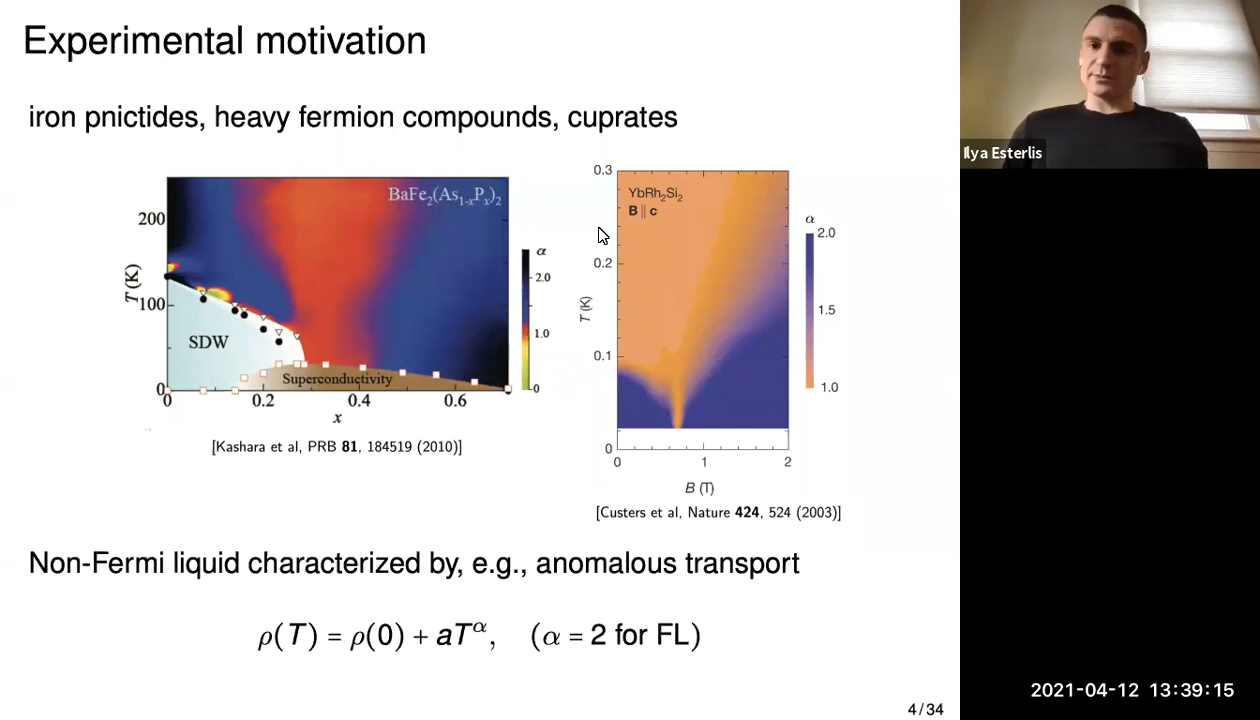 Experimental motivation
iron pnictides, heavy fermion compounds, cuprates
BaFe₂(As₁₋ₓPₓ)₂
200
100
0
T (K)
SDW
Superconductivity
0 0.2 0.4 0.6
x
α
2.0
1.0
0
[Kashara et al, PRB 81, 184519 (2010)]
0.3
0.2
0.1
0
T (K)
YbRh₂Si₂
B || c
0 1 2
B (T)
α
2.0
1.5
1.0
[Custers et al, Nature 424, 524 (2003)]
Non-Fermi liquid characterized by, e.g., anomalous transport
ρ(T) = ρ(0) + aTᵅ, (α = 2 for FL)
4 / 34
Ilya Esterlis
2021-04-12 13:39:15